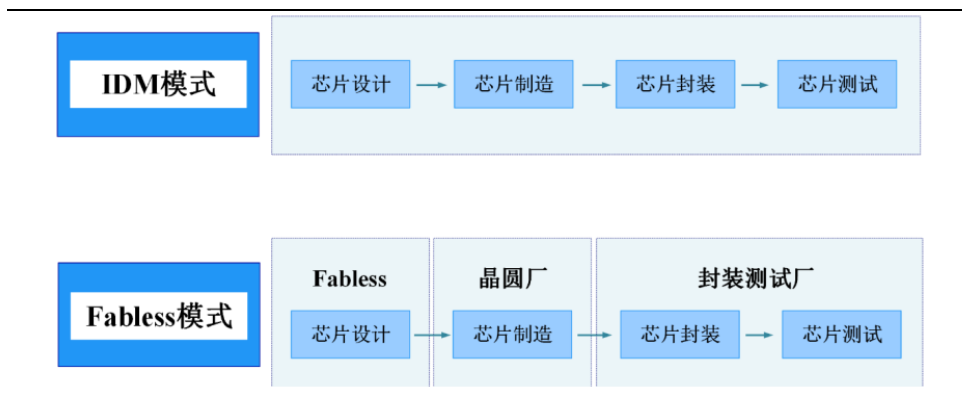 IDM模式
芯片设计 芯片制造 芯片封装 芯片测试
Fabless 晶圆厂 封装测试厂
Fabless模式
芯片设计 芯片制造 芯片封装 芯片测试